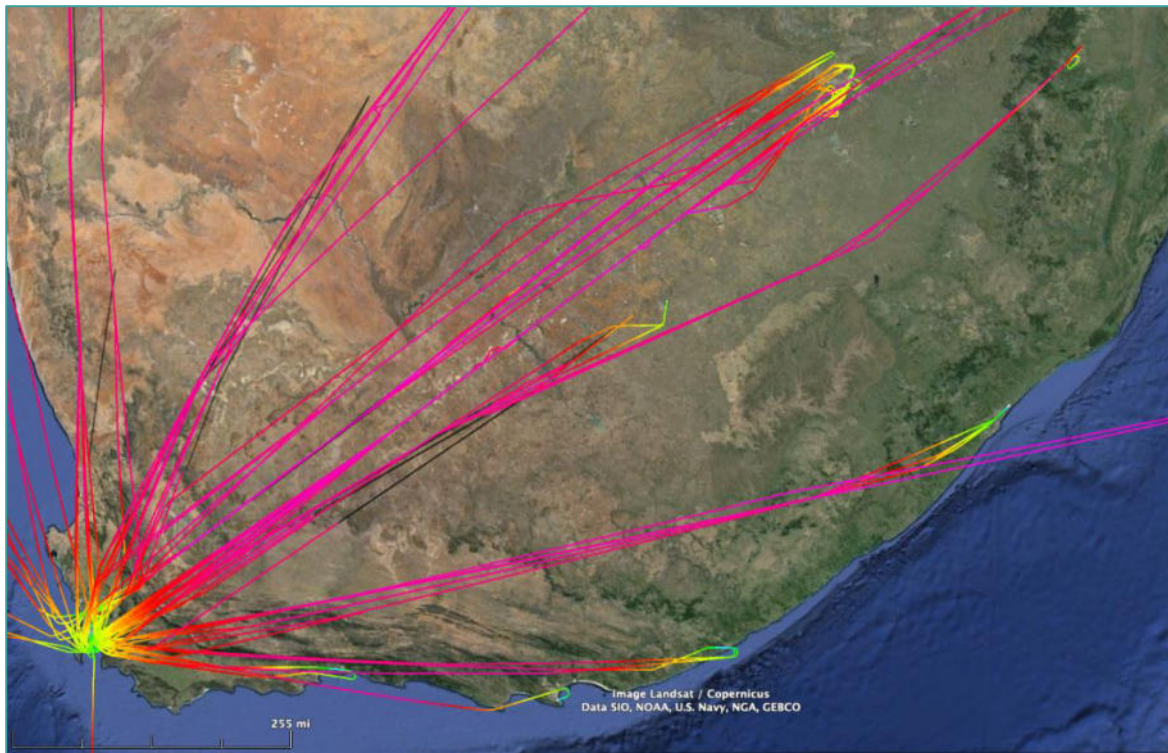 Image Landsat / Copernicus
Data SIO, NOAA, U.S. Navy, NGA, GEBCO
255 mi